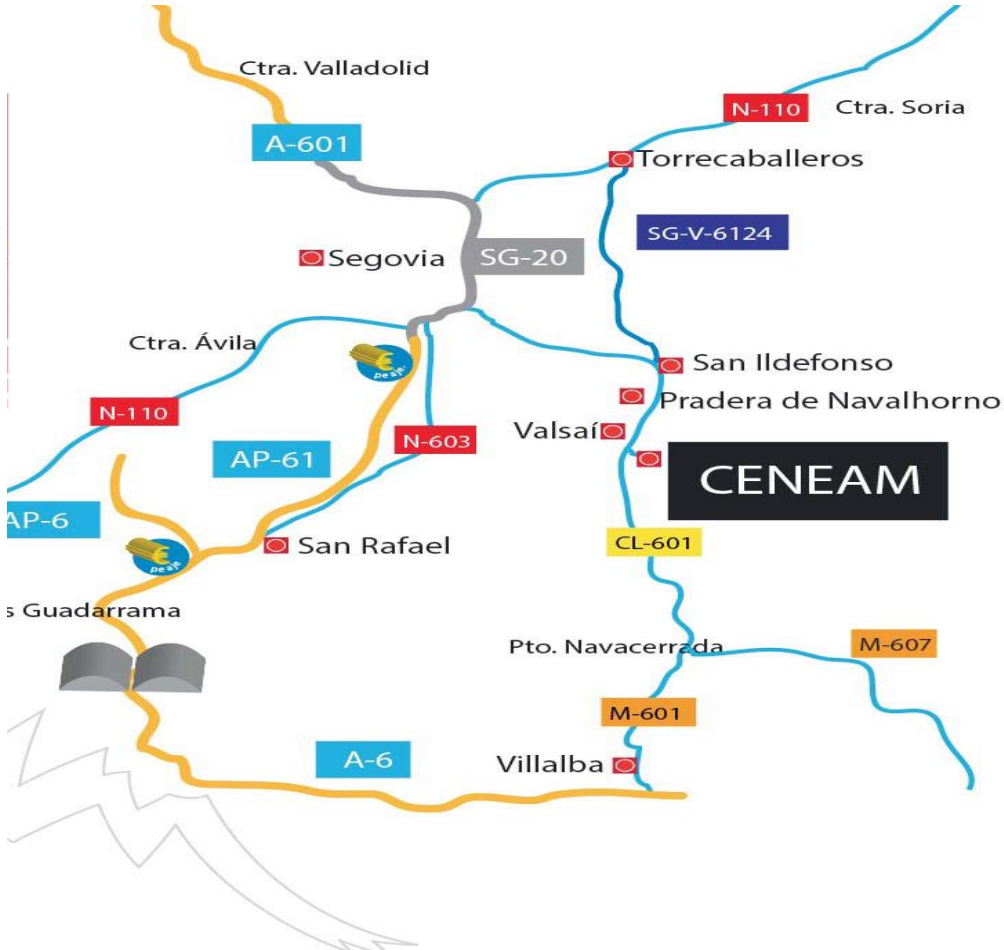 Ctra. Valladolid
N-110
Ctra. Soria
A-601
Torrecaballeros
SG-V-6124
Segovia
SG-20
Ctra. Ávila
€
peaje.
San Ildefonso
Pradera de Navalhorno
N-110
N-603
Valsaí
AP-61
CENEAM
AP-6
San Rafael
CL-601
€
peaje.
s Guadarrama
Pto. Navacerrada
M-607
M-601
A-6
Villalba